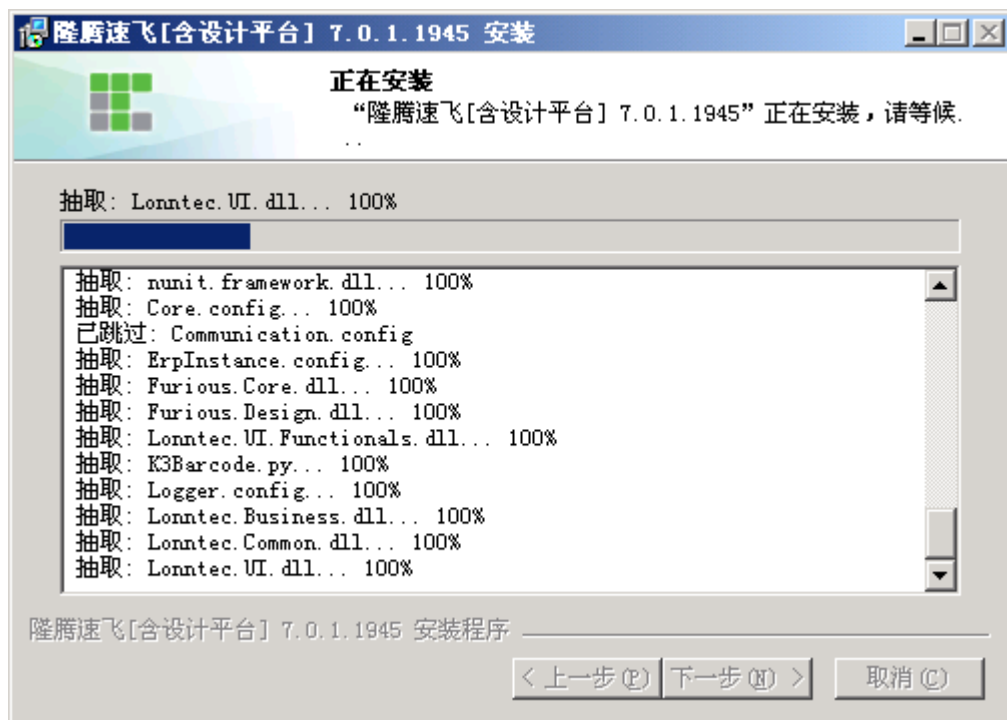 隆腾速飞[含设计平台] 7.0.1.1945 安装
正在安装
“隆腾速飞[含设计平台] 7.0.1.1945”正在安装，请等候.
..
抽取: Lonntec.UI.dll... 100%
抽取: nunit.framework.dll... 100%
抽取: Core.config... 100%
已跳过: Communication.config
抽取: ErpInstance.config... 100%
抽取: Furious.Core.dll... 100%
抽取: Furious.Design.dll... 100%
抽取: Lonntec.UI.Functionals.dll... 100%
抽取: K3Barcode.py... 100%
抽取: Logger.config... 100%
抽取: Lonntec.Business.dll... 100%
抽取: Lonntec.Common.dll... 100%
抽取: Lonntec.UI.dll... 100%
隆腾速飞[含设计平台] 7.0.1.1945 安装程序
< 上一步(P) 下一步(N) > 取消(C)